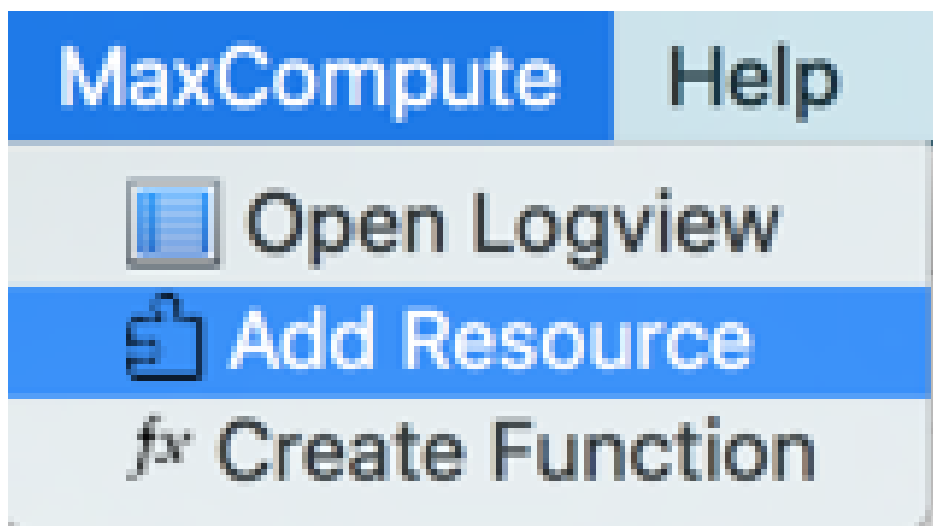 MaxCompute Help
Open Logview
Add Resource
fx Create Function